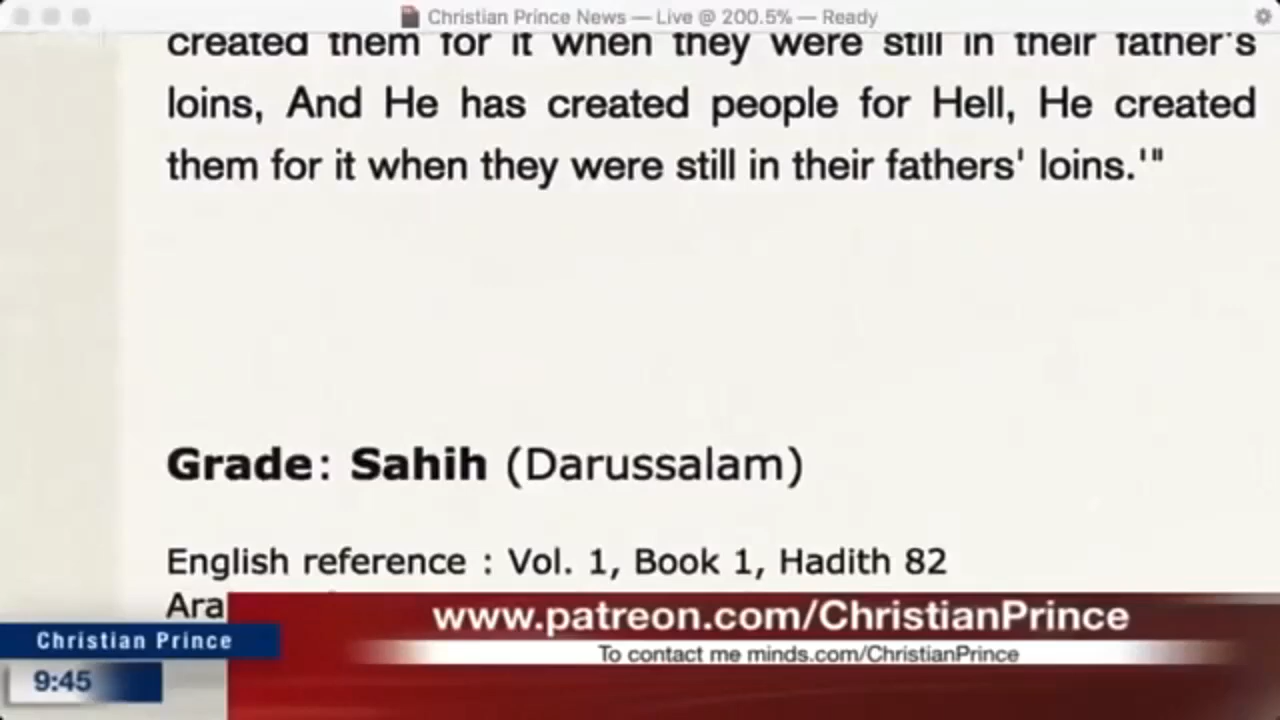 Christian Prince News — Live @ 200.5% — Ready
created them for it when they were still in their father's
loins, And He has created people for Hell, He created
them for it when they were still in their fathers' loins.'"
Grade: Sahih (Darussalam)
English reference : Vol. 1, Book 1, Hadith 82
Ara
www.patreon.com/ChristianPrince
Christian Prince
To contact me minds.com/ChristianPrince
9:45